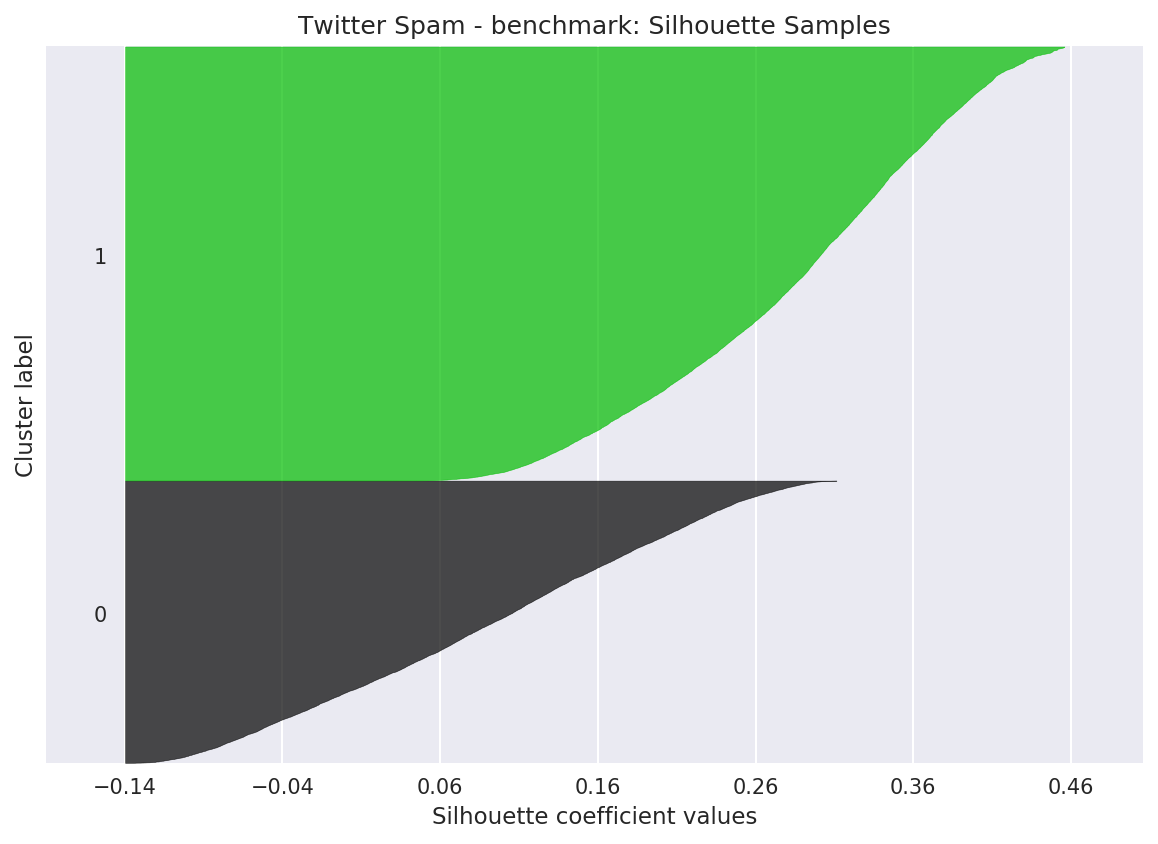 Twitter Spam - benchmark: Silhouette Samples
Cluster label
1
0
−0.14 −0.04 0.06 0.16 0.26 0.36 0.46
Silhouette coefficient values